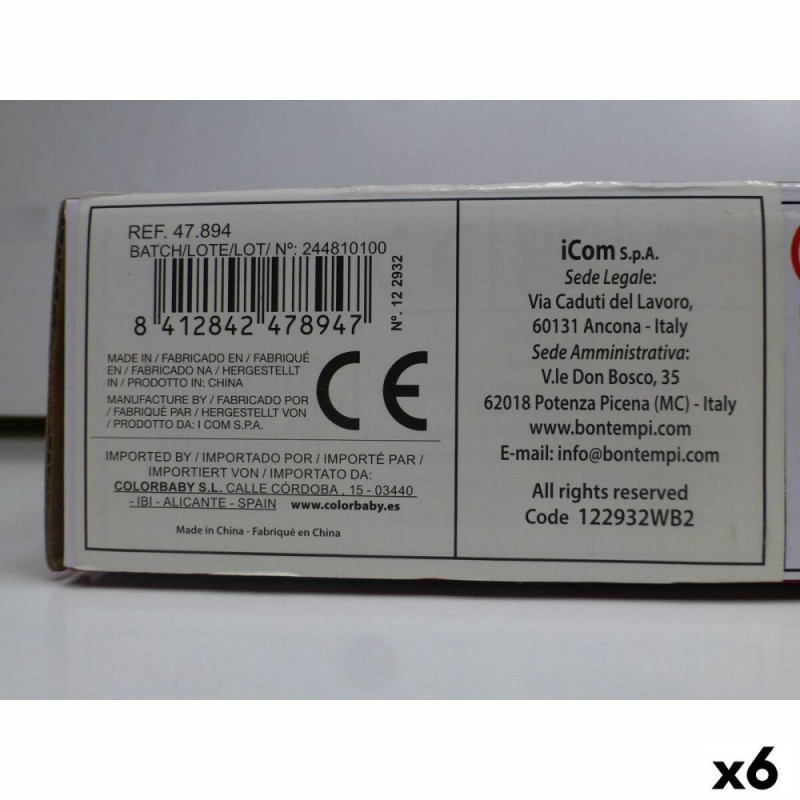 REF. 47.894
BATCH/LOTE/LOT/ Nº: 244810100
8 412842 478947
Nº. 12 2932
MADE IN / FABRICADO EN / FABRIQUÉ
EN / FABRICADO NA / HERGESTELLT
IN / PRODOTTO IN: CHINA
MANUFACTURE BY / FABRICADO POR
/ FABRIQUÉ PAR / HERGESTELLT VON
/ PRODOTTO DA: I COM S.P.A.
CE
IMPORTED BY / IMPORTADO POR / IMPORTÉ PAR /
IMPORTIERT VON / IMPORTATO DA:
COLORBABY S.L. CALLE CÓRDOBA , 15 - 03440
- IBI - ALICANTE - SPAIN www.colorbaby.es
Made in China - Fabriqué en China
iCom S.p.A.
Sede Legale:
Via Caduti del Lavoro,
60131 Ancona - Italy
Sede Amministrativa:
V.le Don Bosco, 35
62018 Potenza Picena (MC) - Italy
www.bontempi.com
E-mail: info@bontempi.com
All rights reserved
Code 122932WB2
x6